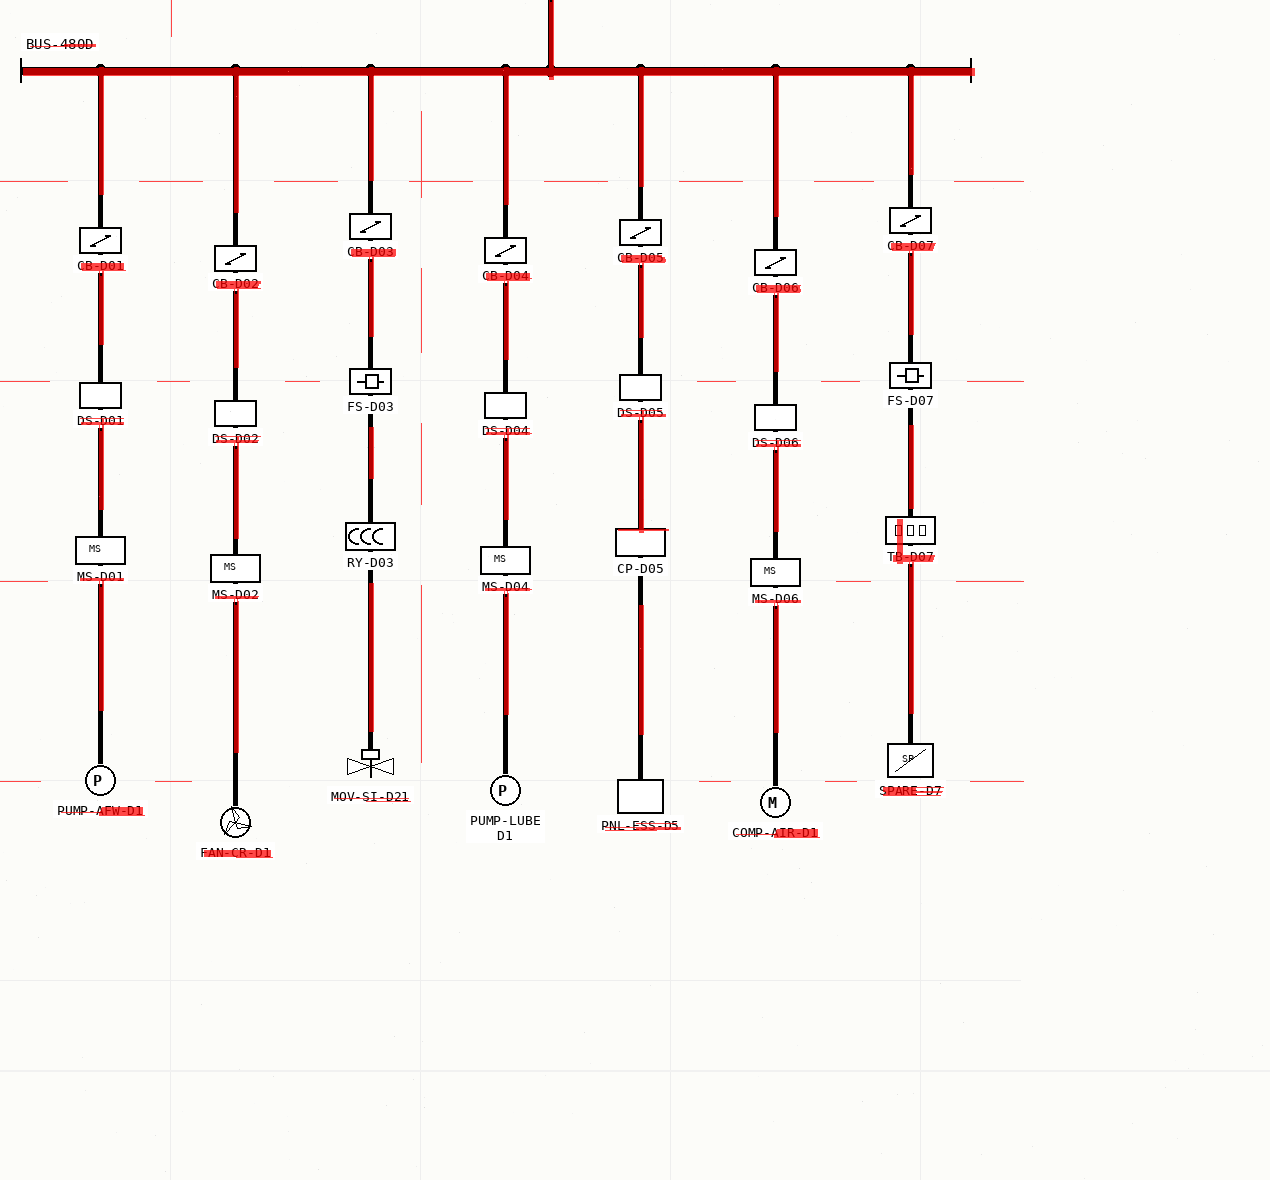 BUS-480D
CB-D07
CB-D03
CB-D05
CB-D01
CB-D04
CB-D02
CB-D06
FS-D07
FS-D03
DS-D05
DS-D01
DS-D04
DS-D02
DS-D06
TB-D07
RY-D03
CP-D05
MS
MS-D01
MS
MS-D04
MS
MS-D02
MS
MS-D06
SP
SPARE-D7
P
PUMP-AFW-D1
MOV-SI-D21
P
PUMP-LUBE
D1
PNL-ESS-D5
M
COMP-AIR-D1
FAN-CR-D1